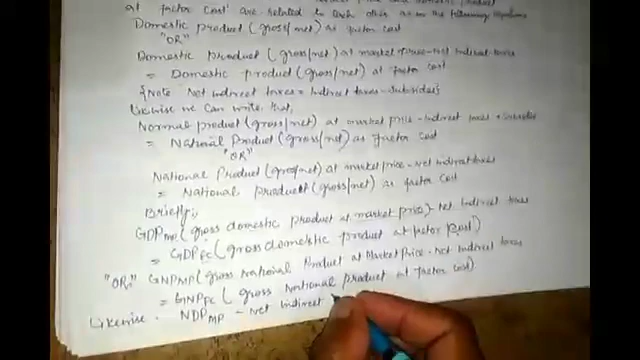 at factor cost are related to each other as in the following equations
Domestic product (gross/net) as factor cost
"OR"
Domestic product (gross/net) at market price - Net Indirect taxes
= Domestic product (gross/net) at factor cost
{Note Net indirect taxes = Indirect taxes - Subsidies}
Likewise we can write that,
Normal product (gross/net) at market price - indirect taxes +
= National Product (gross/net) as factor cost
"OR"
National Product (gross/net) at market price - net indirect taxes
= National product (gross/net) as factor cost
Briefly;
GDPMP (gross domestic product at market price) - Net Indirect taxes
= GDPFC (gross domestic product at factor cost)
"OR" GNPMP (gross National Product at Market Price - Net Indirect taxes
= GNPFC (gross National product at factor cost)
Likewise. NDPMP - Net Indirect